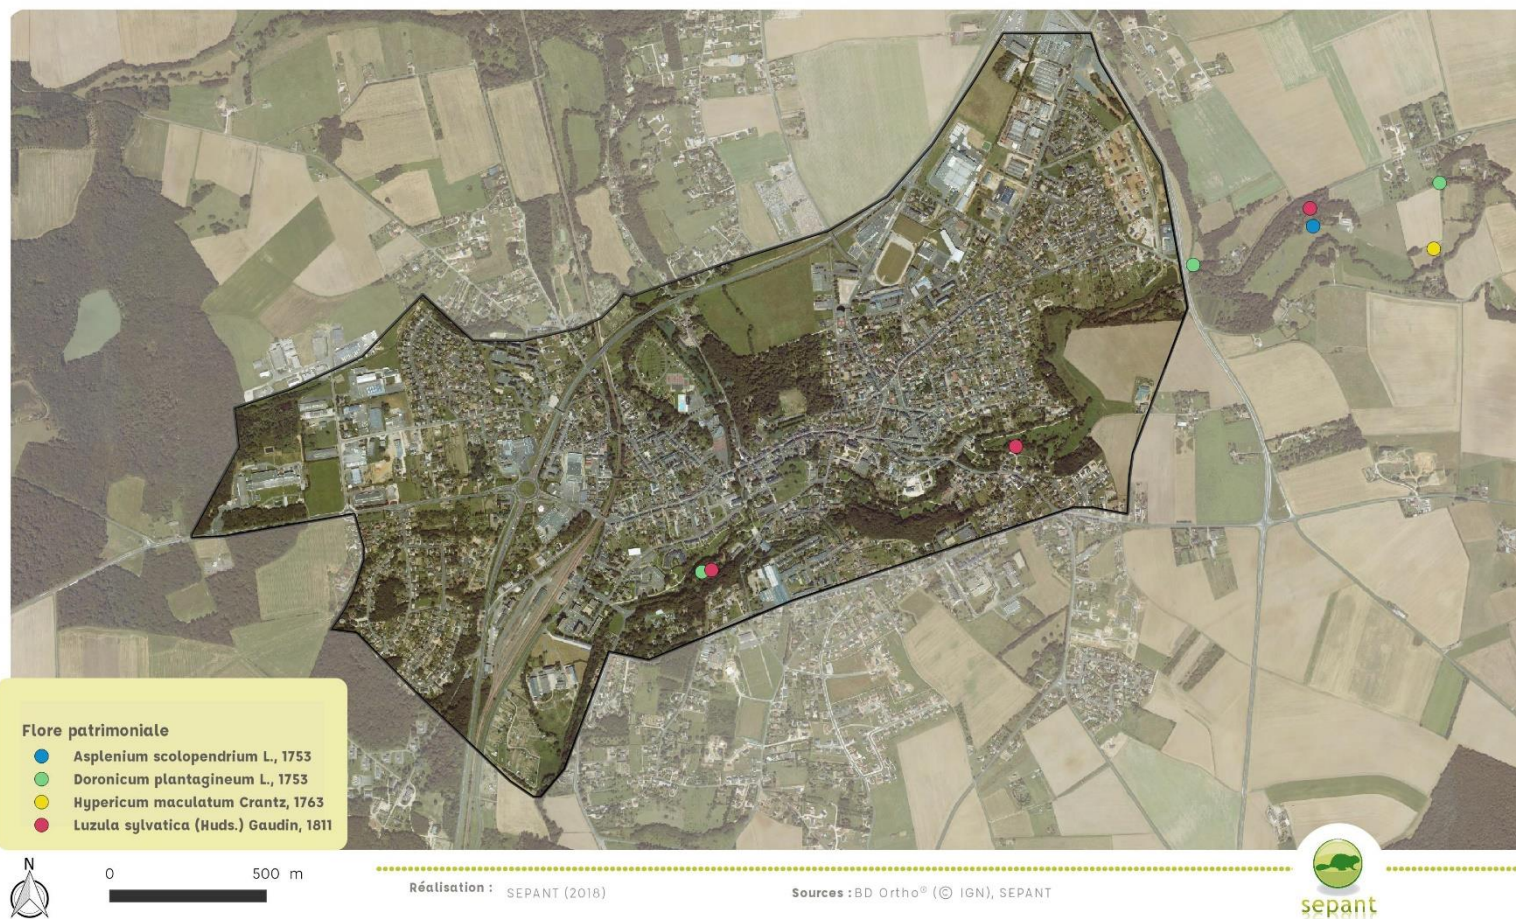 Flore patrimoniale
Asplenium scolopendrium L., 1753
Doronicum plantagineum L., 1753
Hypericum maculatum Crantz, 1763
Luzula sylvatica (Huds.) Gaudin, 1811
N
0 500 m
Réalisation : SEPANT (2018)
Sources : BD Ortho® (© IGN), SEPANT
sepant